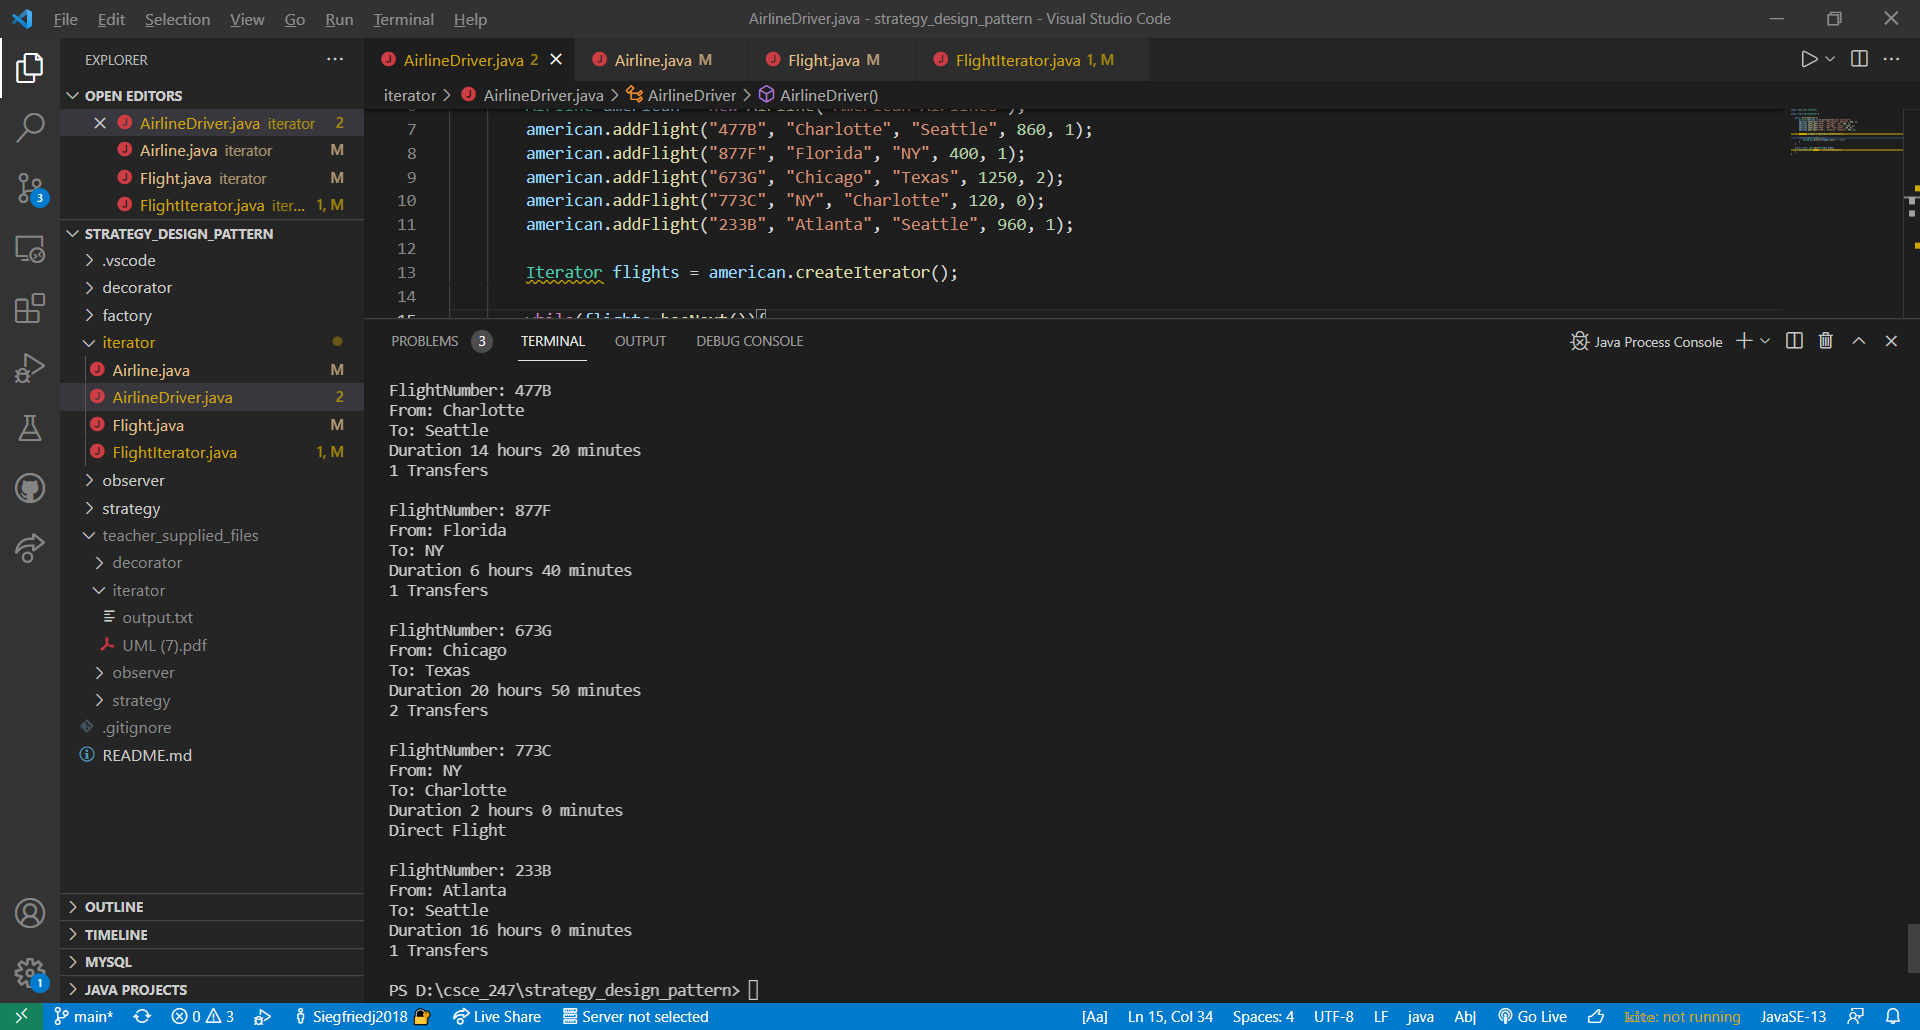 File Edit Selection View Go Run Terminal Help
AirlineDriver.java - strategy_design_pattern - Visual Studio Code
EXPLORER
OPEN EDITORS
AirlineDriver.java iterator 2
Airline.java iterator M
Flight.java iterator M
FlightIterator.java iter... 1, M
STRATEGY_DESIGN_PATTERN
.vscode
decorator
factory
iterator
Airline.java M
AirlineDriver.java 2
Flight.java M
FlightIterator.java 1, M
observer
strategy
teacher_supplied_files
decorator
iterator
output.txt
UML (7).pdf
observer
strategy
.gitignore
README.md
OUTLINE
TIMELINE
MYSQL
JAVA PROJECTS
3
1
AirlineDriver.java 2
Airline.java M
Flight.java M
FlightIterator.java 1, M
iterator > AirlineDriver.java > AirlineDriver > AirlineDriver()
7 american.addFlight("477B", "Charlotte", "Seattle", 860, 1);
8 american.addFlight("877F", "Florida", "NY", 400, 1);
9 american.addFlight("673G", "Chicago", "Texas", 1250, 2);
10 american.addFlight("773C", "NY", "Charlotte", 120, 0);
11 american.addFlight("233B", "Atlanta", "Seattle", 960, 1);
12
13 Iterator flights = american.createIterator();
14
15 while(flights.hasNext()){
PROBLEMS 3 TERMINAL OUTPUT DEBUG CONSOLE
Java Process Console
FlightNumber: 477B
From: Charlotte
To: Seattle
Duration 14 hours 20 minutes
1 Transfers
FlightNumber: 877F
From: Florida
To: NY
Duration 6 hours 40 minutes
1 Transfers
FlightNumber: 673G
From: Chicago
To: Texas
Duration 20 hours 50 minutes
2 Transfers
FlightNumber: 773C
From: NY
To: Charlotte
Duration 2 hours 0 minutes
Direct Flight
FlightNumber: 233B
From: Atlanta
To: Seattle
Duration 16 hours 0 minutes
1 Transfers
PS D:\csce_247\strategy_design_pattern>
main* 0 3 Siegfriedj2018 Live Share Server not selected
[Aa] Ln 15, Col 34 Spaces: 4 UTF-8 LF java Ab| Go Live kite: not running JavaSE-13